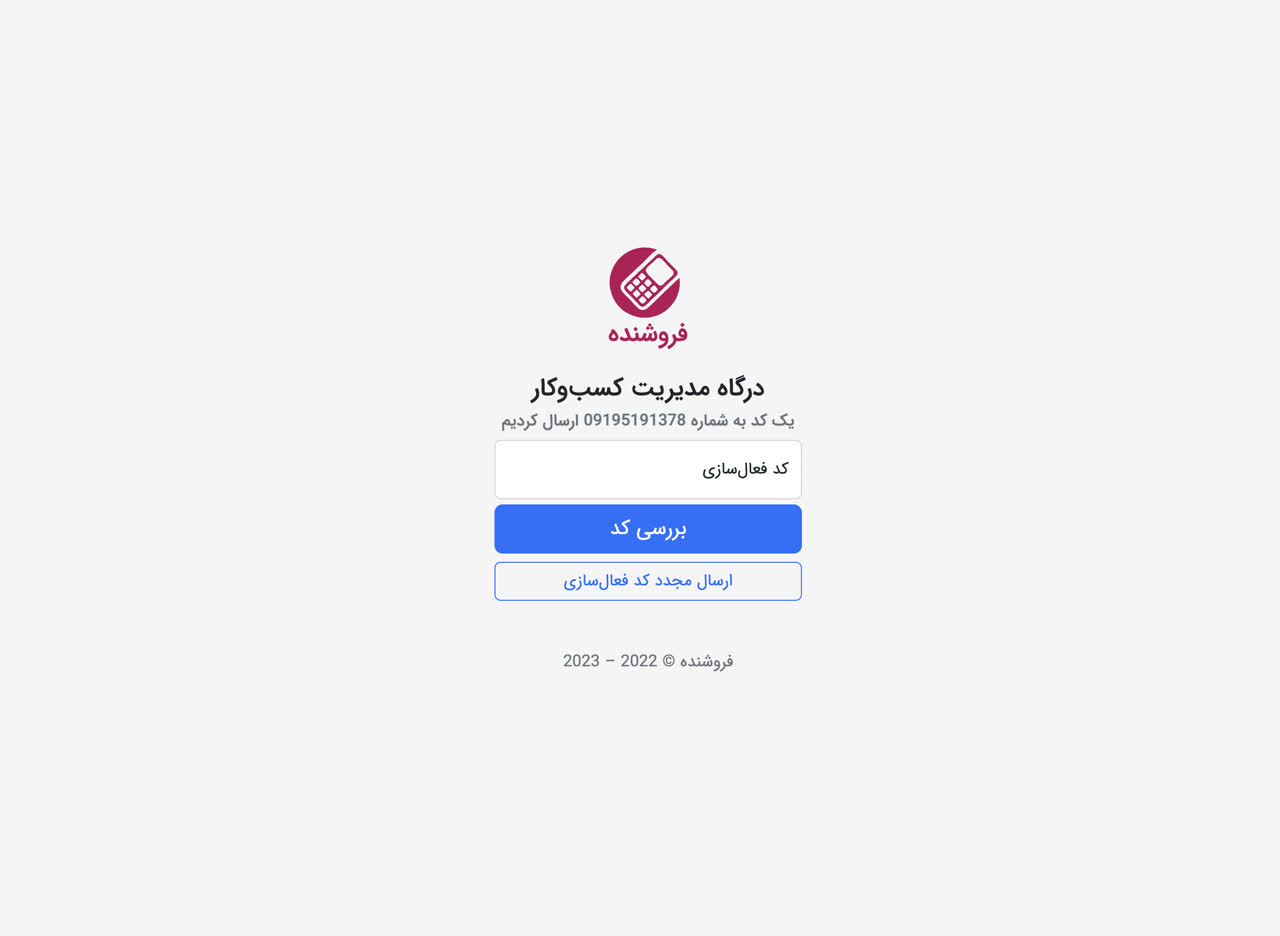 فروشنده
درگاه مدیریت کسب‌وکار
یک کد به شماره 09195191378 ارسال کردیم
کد فعال‌سازی
بررسی کد
ارسال مجدد کد فعال‌سازی
فروشنده © 2022 – 2023